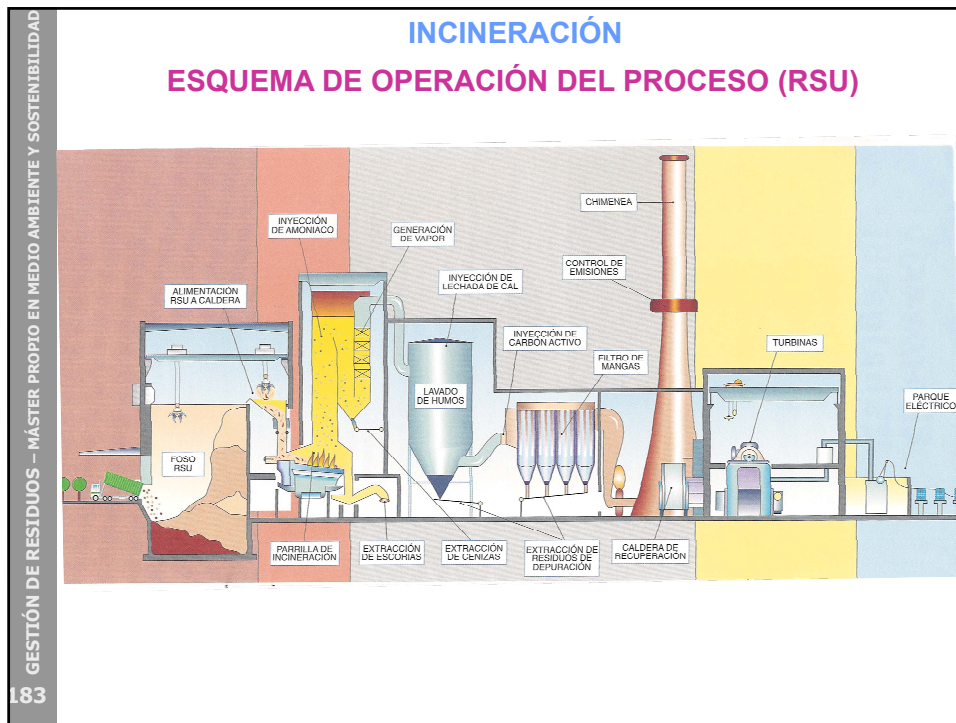 INCINERACIÓN
ESQUEMA DE OPERACIÓN DEL PROCESO (RSU)
GESTIÓN DE RESIDUOS – MÁSTER PROPIO EN MEDIO AMBIENTE Y SOSTENIBILIDAD
CHIMENEA
INYECCIÓN
DE AMONIACO
GENERACIÓN
DE VAPOR
CONTROL DE
EMISIONES
INYECCIÓN DE
LECHADA DE CAL
ALIMENTACIÓN
RSU A CALDERA
INYECCIÓN DE
CARBÓN ACTIVO
FILTRO DE
MANGAS
TURBINAS
LAVADO
DE HUMOS
PARQUE
ELÉCTRICO
FOSO
RSU
PARRILLA DE
INCINERACIÓN
EXTRACCIÓN
DE ESCORIAS
EXTRACCIÓN
DE CENIZAS
EXTRACCIÓN DE
RESIDUOS DE
DEPURACIÓN
CALDERA DE
RECUPERACIÓN
183